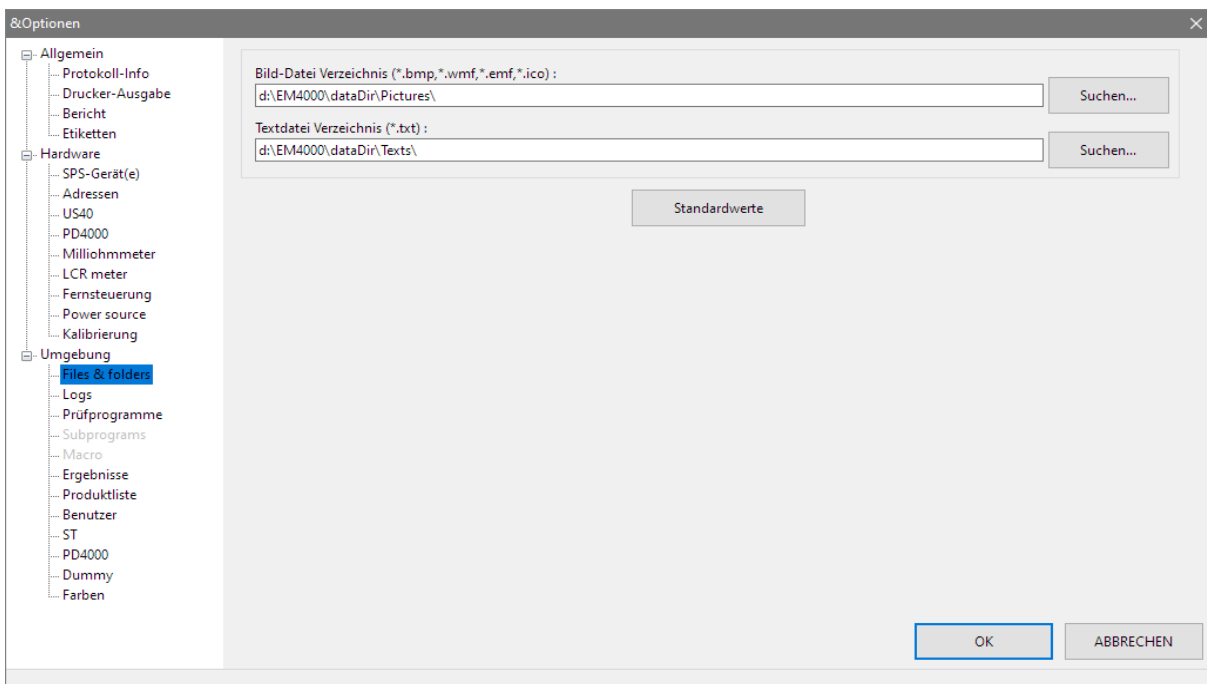 &Optionen
Allgemein
Protokoll-Info
Drucker-Ausgabe
Bericht
Etiketten
Hardware
SPS-Gerät(e)
Adressen
US40
PD4000
Milliohmmeter
LCR meter
Fernsteuerung
Power source
Kalibrierung
Umgebung
Files & folders
Logs
Prüfprogramme
Subprograms
Macro
Ergebnisse
Produktliste
Benutzer
ST
PD4000
Dummy
Farben
Bild-Datei Verzeichnis (*.bmp,*.wmf,*.emf,*.ico) :
d:\EM4000\dataDir\Pictures\
Suchen...
Textdatei Verzeichnis (*.txt) :
d:\EM4000\dataDir\Texts\
Suchen...
Standardwerte
OK
ABBRECHEN